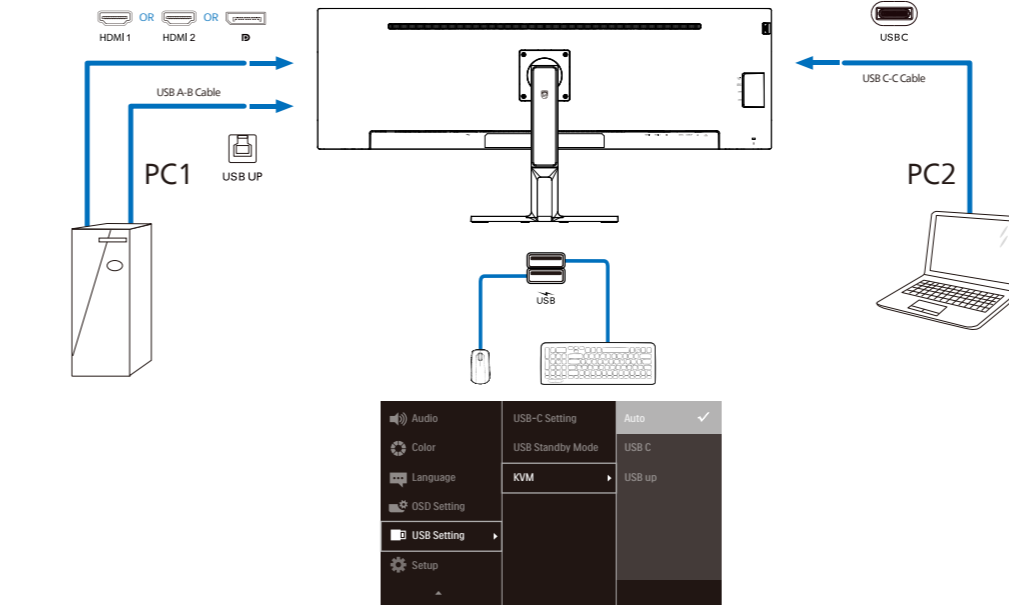 OR OR
HDMI 1 HDMI 2
USB C
USB A-B Cable
USB C-C Cable
PC1
USB UP
PC2
USB
Audio
Color
Language
OSD Setting
USB Setting
Setup
USB-C Setting
USB Standby Mode
KVM
Auto
USB C
USB up